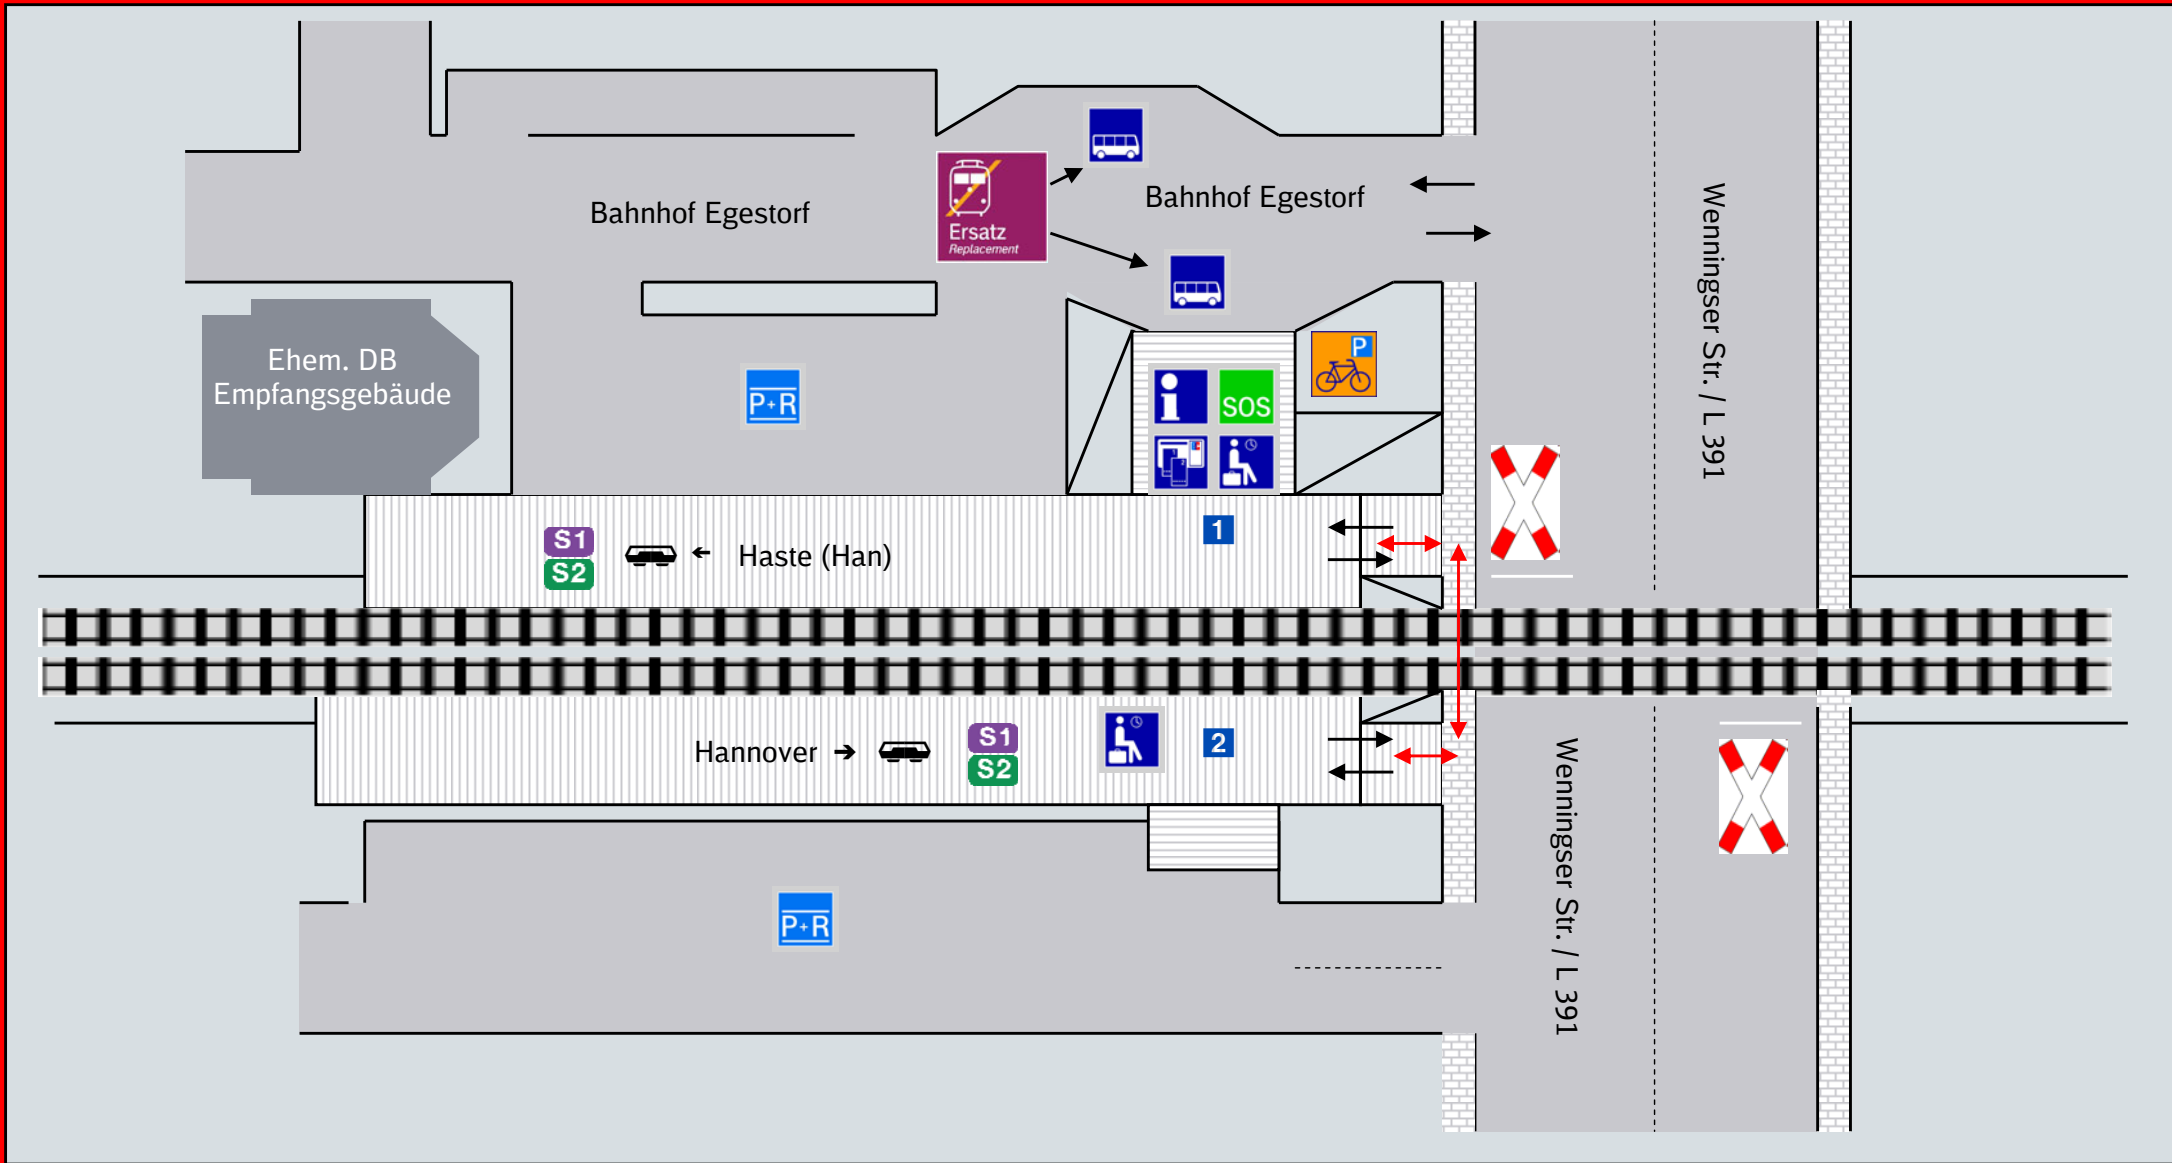 Bahnhof Egestorf
Ersatz
Replacement
Bahnhof Egestorf
Wenningser Str. / L 391
Ehem. DB
Empfangsgebäude
P+R
P
SOS
S1
S2
Haste (Han)
1
Hannover
S1
S2
2
Wenningser Str. / L 391
P+R